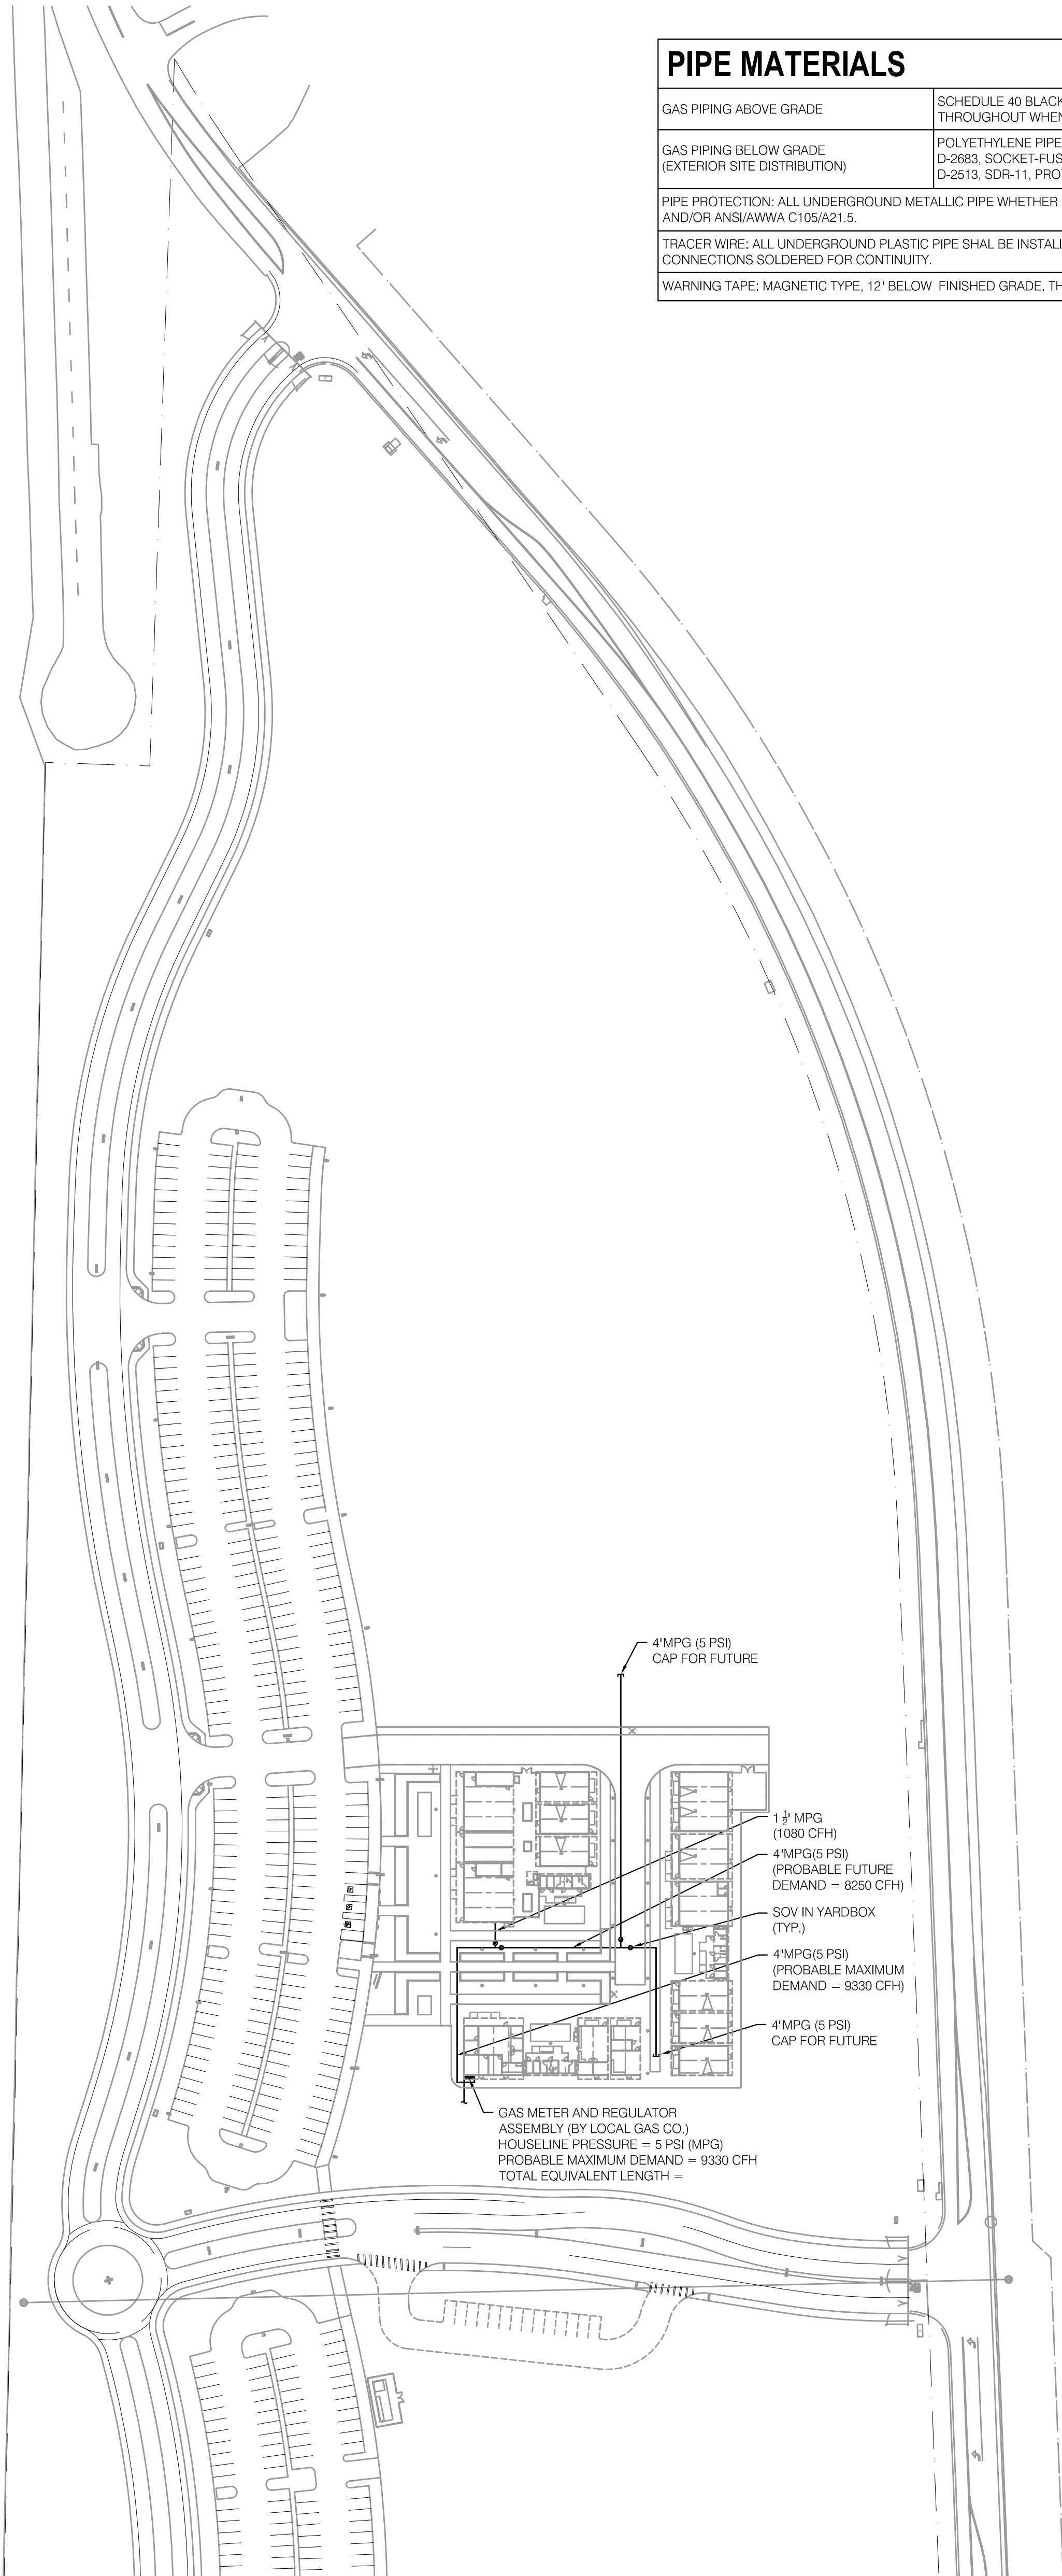 PIPE MATERIALS
GAS PIPING ABOVE GRADE
SCHEDULE 40 BLACK
THROUGHOUT WHEN
GAS PIPING BELOW GRADE
(EXTERIOR SITE DISTRIBUTION)
POLYETHYLENE PIPE
D-2683, SOCKET-FUS
D-2513, SDR-11, PRO
PIPE PROTECTION: ALL UNDERGROUND METALLIC PIPE WHETHER
AND/OR ANSI/AWWA C105/A21.5.
TRACER WIRE: ALL UNDERGROUND PLASTIC PIPE SHAL BE INSTALL
CONNECTIONS SOLDERED FOR CONTINUITY.
WARNING TAPE: MAGNETIC TYPE, 12" BELOW FINISHED GRADE. TH
4"MPG (5 PSI)
CAP FOR FUTURE
1 1/2" MPG
(1080 CFH)
4"MPG(5 PSI)
(PROBABLE FUTURE
DEMAND = 8250 CFH)
SOV IN YARDBOX
(TYP.)
4"MPG(5 PSI)
(PROBABLE MAXIMUM
DEMAND = 9330 CFH)
4"MPG (5 PSI)
CAP FOR FUTURE
GAS METER AND REGULATOR
ASSEMBLY (BY LOCAL GAS CO.)
HOUSELINE PRESSURE = 5 PSI (MPG)
PROBABLE MAXIMUM DEMAND = 9330 CFH
TOTAL EQUIVALENT LENGTH =